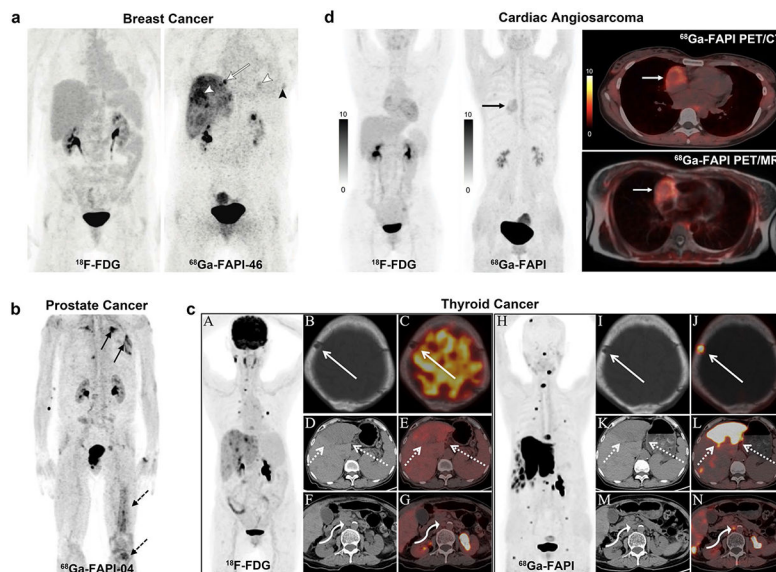 a
Breast Cancer
¹⁸F-FDG
⁶⁸Ga-FAPI-46
d
Cardiac Angiosarcoma
10
0
¹⁸F-FDG
10
0
⁶⁸Ga-FAPI
⁶⁸Ga-FAPI PET/CT
10
0
⁶⁸Ga-FAPI PET/MR
b
Prostate Cancer
⁶⁸Ga-FAPI-04
c
Thyroid Cancer
A
B
C
D
E
F
G
¹⁸F-FDG
H
I
J
K
L
M
N
⁶⁸Ga-FAPI